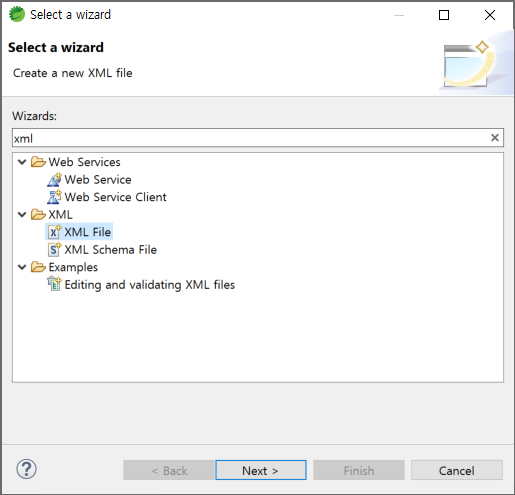 Select a wizard
Select a wizard
Create a new XML file
Wizards:
xml
Web Services
Web Service
Web Service Client
XML
XML File
XML Schema File
Examples
Editing and validating XML files
< Back Next > Finish Cancel